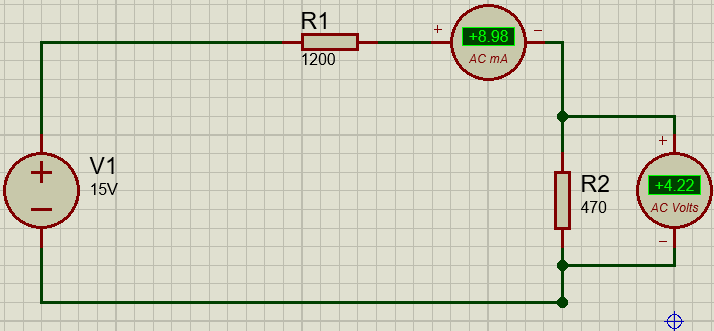 R1
1200
+
+8.98
AC mA
−
V1
15V
+
−
R2
470
+
+4.22
AC Volts
−